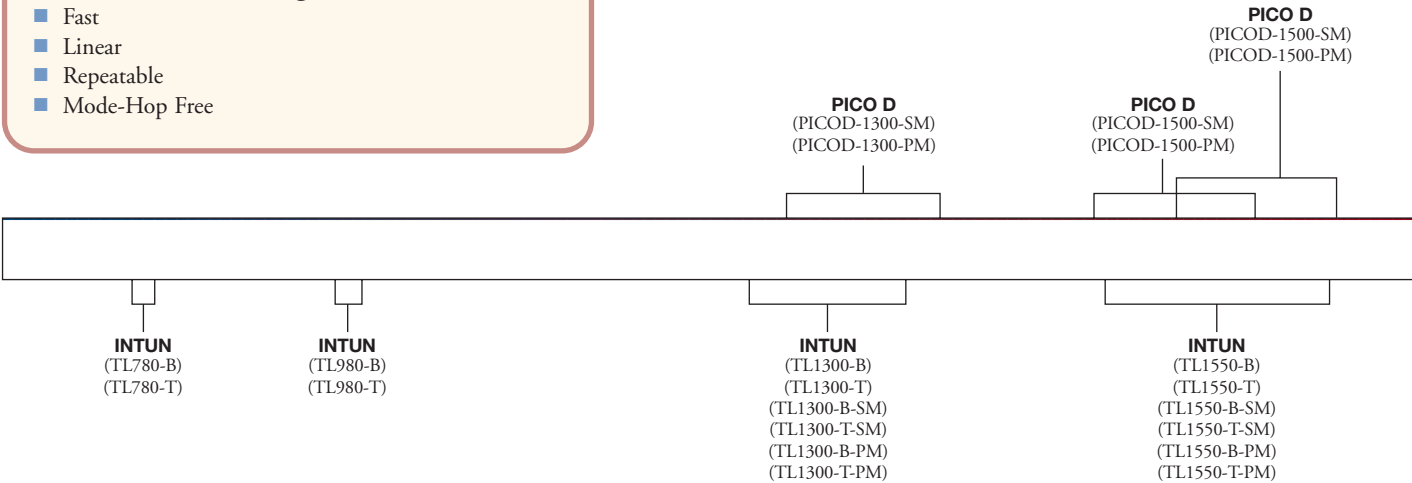 Fast
Linear
Repeatable
Mode-Hop Free
PICO D
(PICOD-1500-SM)
(PICOD-1500-PM)
PICO D
(PICOD-1300-SM)
(PICOD-1300-PM)
PICO D
(PICOD-1500-SM)
(PICOD-1500-PM)
INTUN
(TL780-B)
(TL780-T)
INTUN
(TL980-B)
(TL980-T)
INTUN
(TL1300-B)
(TL1300-T)
(TL1300-B-SM)
(TL1300-T-SM)
(TL1300-B-PM)
(TL1300-T-PM)
INTUN
(TL1550-B)
(TL1550-T)
(TL1550-B-SM)
(TL1550-T-SM)
(TL1550-B-PM)
(TL1550-T-PM)